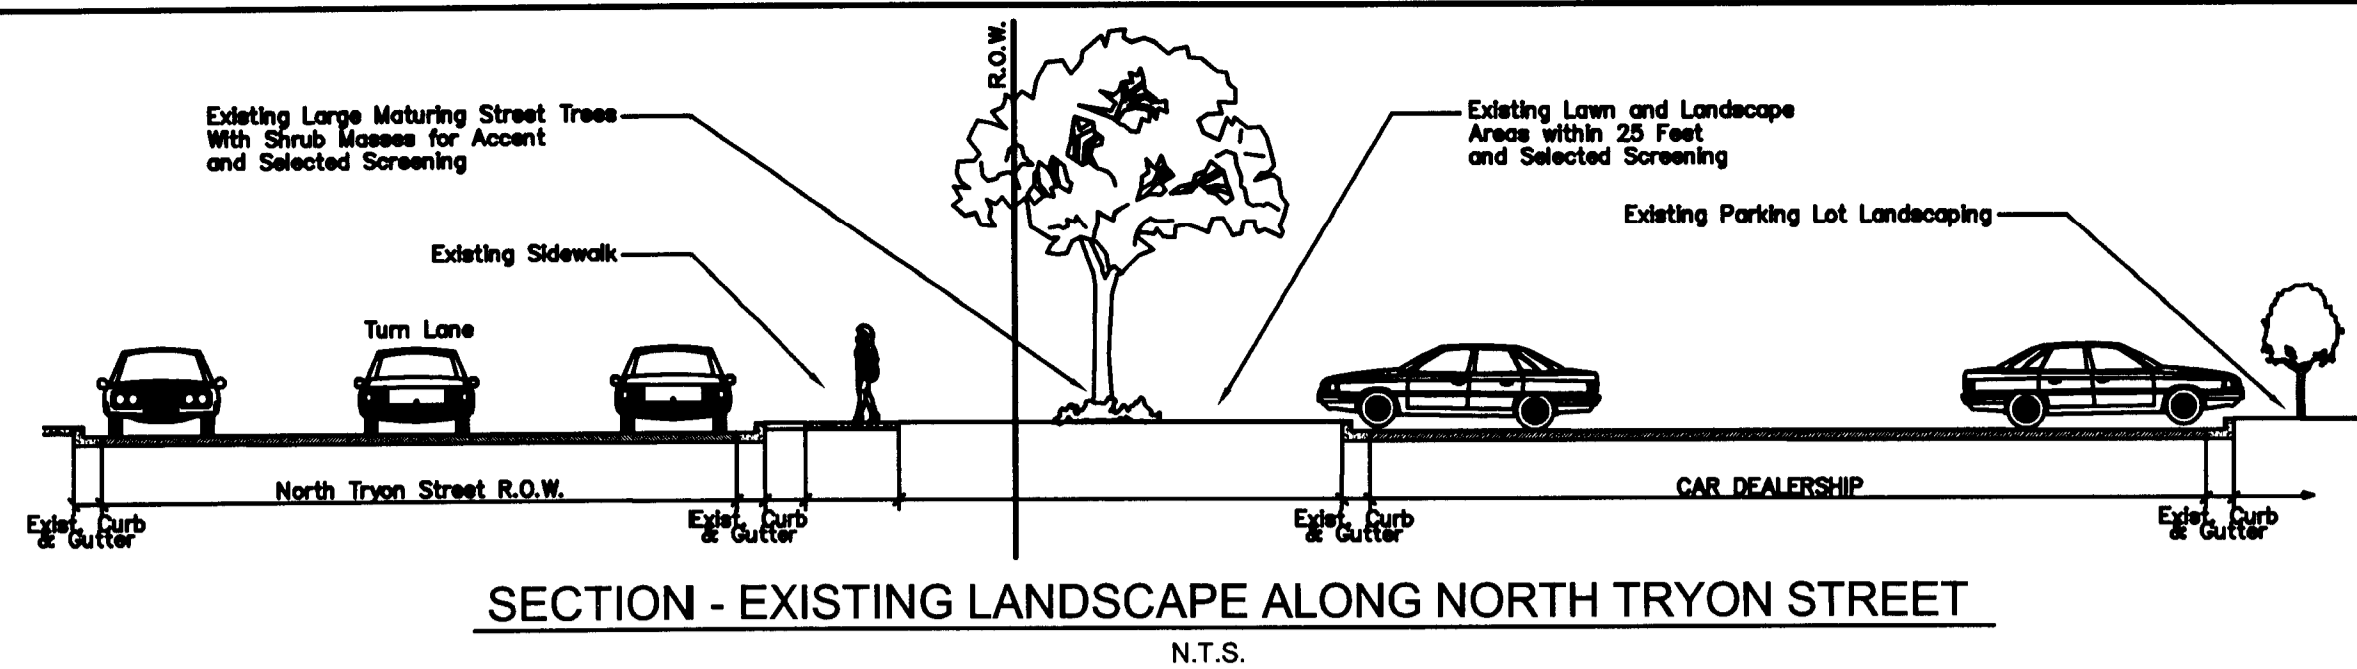 R.O.W.
Existing Large Maturing Street Trees
With Shrub Masses for Accent
and Selected Screening
Existing Lawn and Landscape
Areas within 25 Feet
and Selected Screening
Existing Parking Lot Landscaping
Existing Sidewalk
Turn Lane
North Tryon Street R.O.W.
CAR DEALERSHIP
Exist. Curb
& Gutter
Exist. Curb
& Gutter
Exist. Curb
& Gutter
Exist. Curb
& Gutter
SECTION - EXISTING LANDSCAPE ALONG NORTH TRYON STREET
N.T.S.